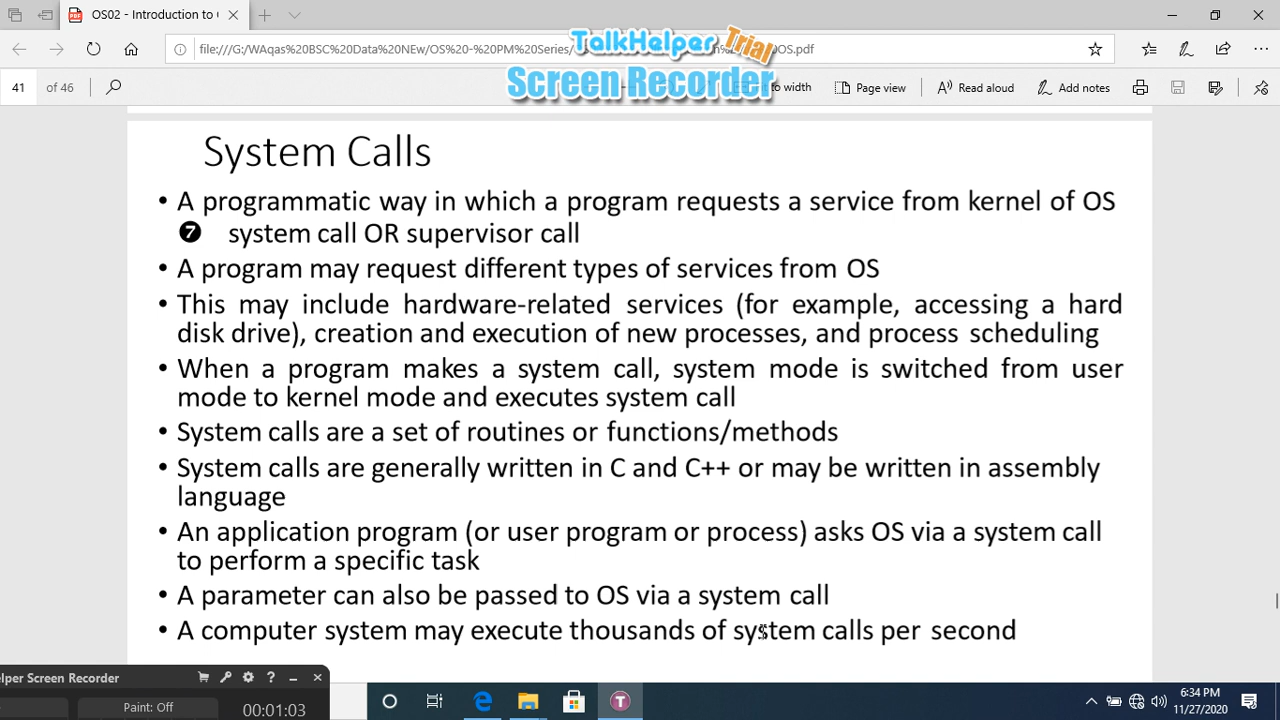 OS02 - Introduction to
file:///G:/WAqas%20BSC%20Data%20NEw/OS%20-%20PM%20Series/
OS.pdf
TalkHelper Trial
Screen Recorder
41 of 46
to width
Page view
Read aloud
Add notes
System Calls
• A programmatic way in which a program requests a service from kernel of OS
❼ system call OR supervisor call
• A program may request different types of services from OS
• This may include hardware-related services (for example, accessing a hard
disk drive), creation and execution of new processes, and process scheduling
• When a program makes a system call, system mode is switched from user
mode to kernel mode and executes system call
• System calls are a set of routines or functions/methods
• System calls are generally written in C and C++ or may be written in assembly
language
• An application program (or user program or process) asks OS via a system call
to perform a specific task
• A parameter can also be passed to OS via a system call
• A computer system may execute thousands of system calls per second
elper Screen Recorder
Paint: Off
00:01:03
6:34 PM
11/27/2020